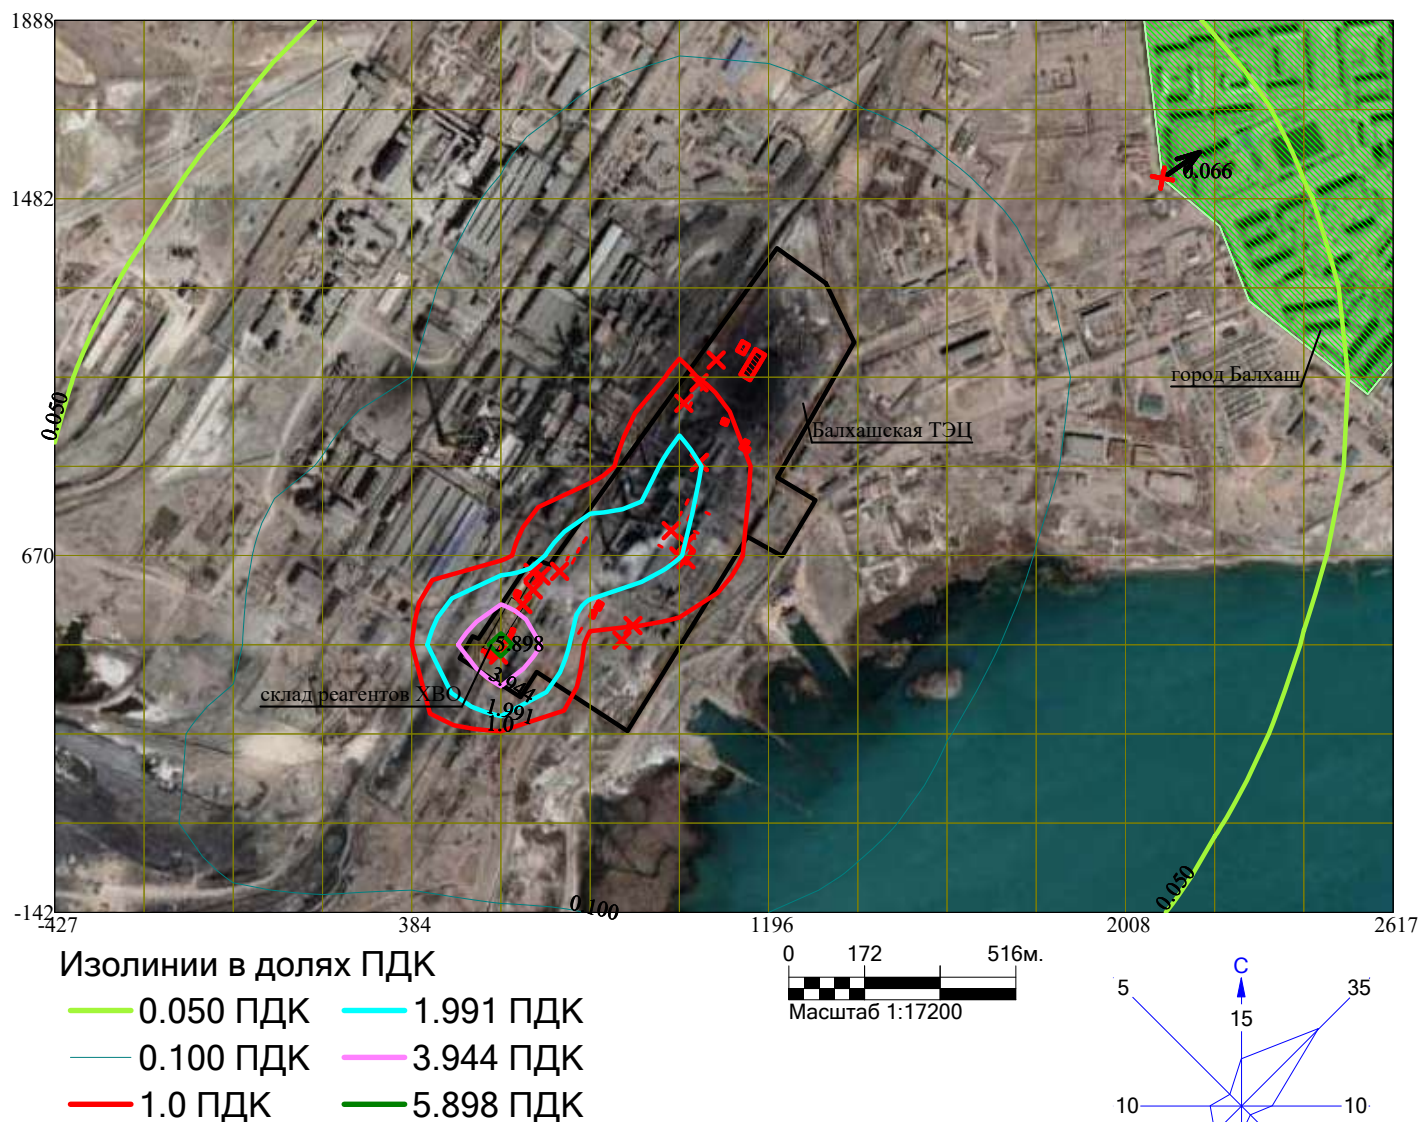 1888
1482
0.066
город Балхаш
0.050
Балхашская ТЭЦ
670
5.898
3.944
склад реагентов ХВО
1.991
1.0
0.050
0.100
-142
-427
384
1196
2008
2617
Изолинии в долях ПДК
0.050 ПДК
0.100 ПДК
1.0 ПДК
1.991 ПДК
3.944 ПДК
5.898 ПДК
0 172 516м.
Масштаб 1:17200
С
5 35
15
10 10